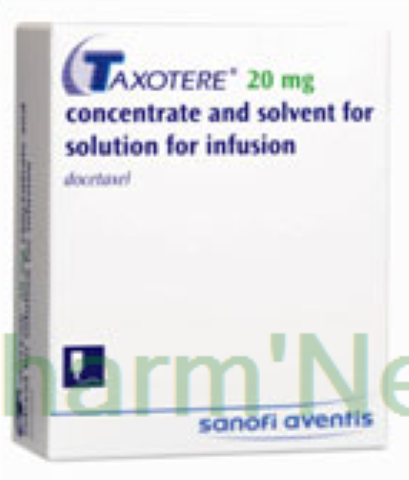 TAXOTERE® 20 mg
concentrate and solvent for
solution for infusion
docetaxel
harm'Ne
sanofi aventis